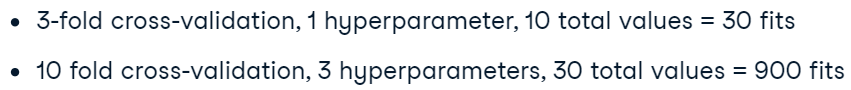 • 3-fold cross-validation, 1 hyperparameter, 10 total values = 30 fits
• 10 fold cross-validation, 3 hyperparameters, 30 total values = 900 fits